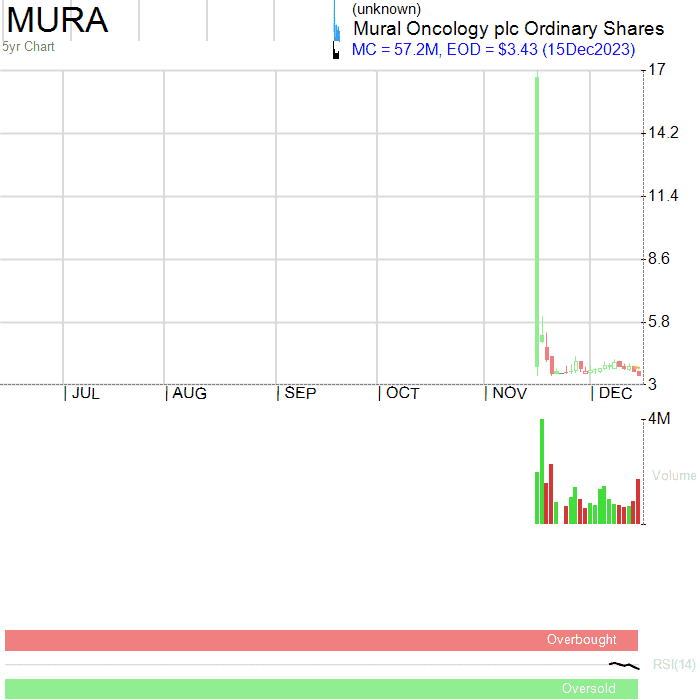 MURA
5yr Chart
(unknown)
Mural Oncology plc Ordinary Shares
MC = 57.2M, EOD = $3.43 (15Dec2023)
17
14.2
11.4
8.6
5.8
3
JUL AUG SEP OCT NOV DEC
4M
Volume
Overbought
RSI(14)
Oversold